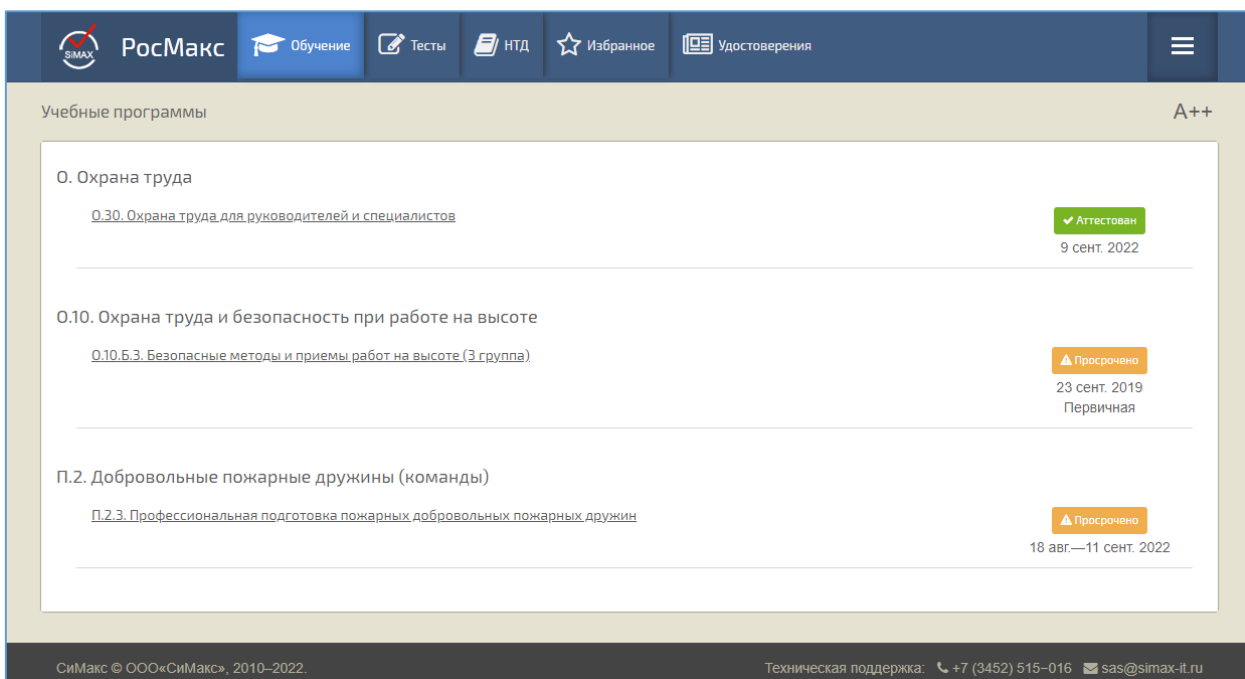 SiMAX РосМакс Обучение Тесты НТД Избранное Удостоверения
Учебные программы A++
О. Охрана труда
О.30. Охрана труда для руководителей и специалистов
Аттестован
9 сент. 2022
О.10. Охрана труда и безопасность при работе на высоте
О.10.Б.3. Безопасные методы и приемы работ на высоте (3 группа)
Просрочено
23 сент. 2019
Первичная
П.2. Добровольные пожарные дружины (команды)
П.2.3. Профессиональная подготовка пожарных добровольных пожарных дружин
Просрочено
18 авг.—11 сент. 2022
СиМакс © ООО«СиМакс», 2010–2022. Техническая поддержка: +7 (3452) 515–016 sas@simax-it.ru